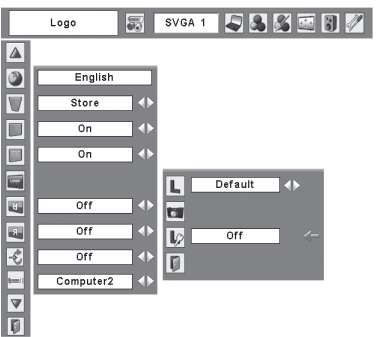 Logo
SVGA 1
English
Store
On
On
Default
Off
Off
Off
Off
Computer2